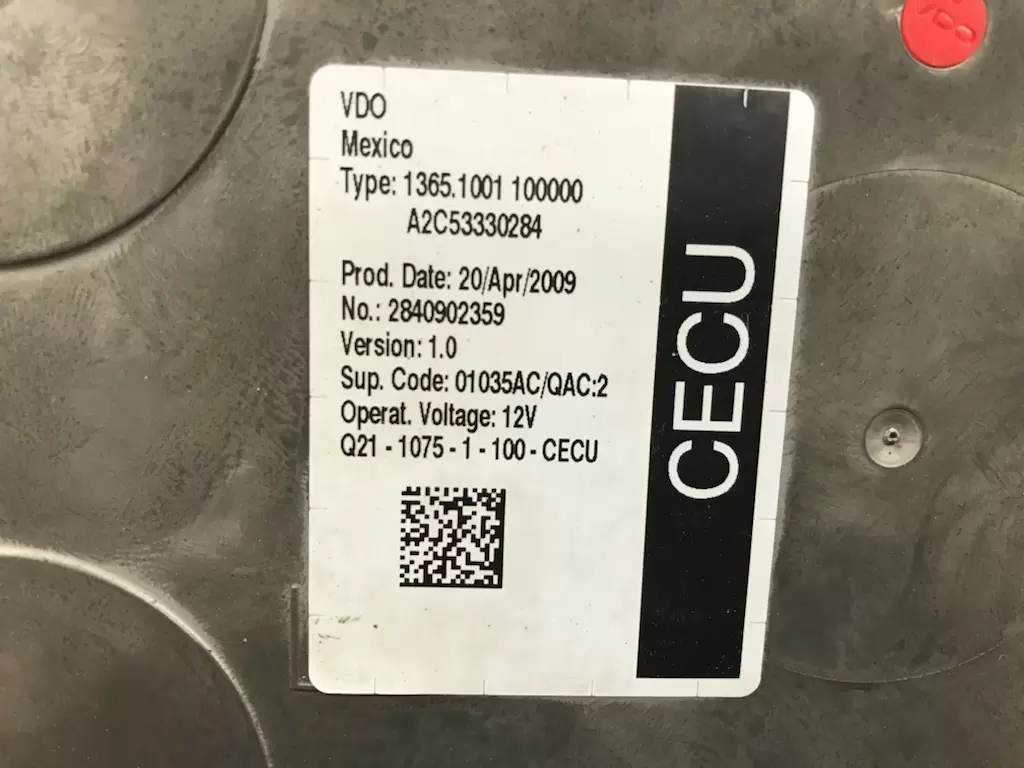 VDO
VDO
Mexico
Type: 1365.1001 100000
A2C53330284
Prod. Date: 20/Apr/2009
No.: 2840902359
Version: 1.0
Sup. Code: 01035AC/QAC:2
Operat. Voltage: 12V
Q21 - 1075 - 1 - 100 - CECU
CECU